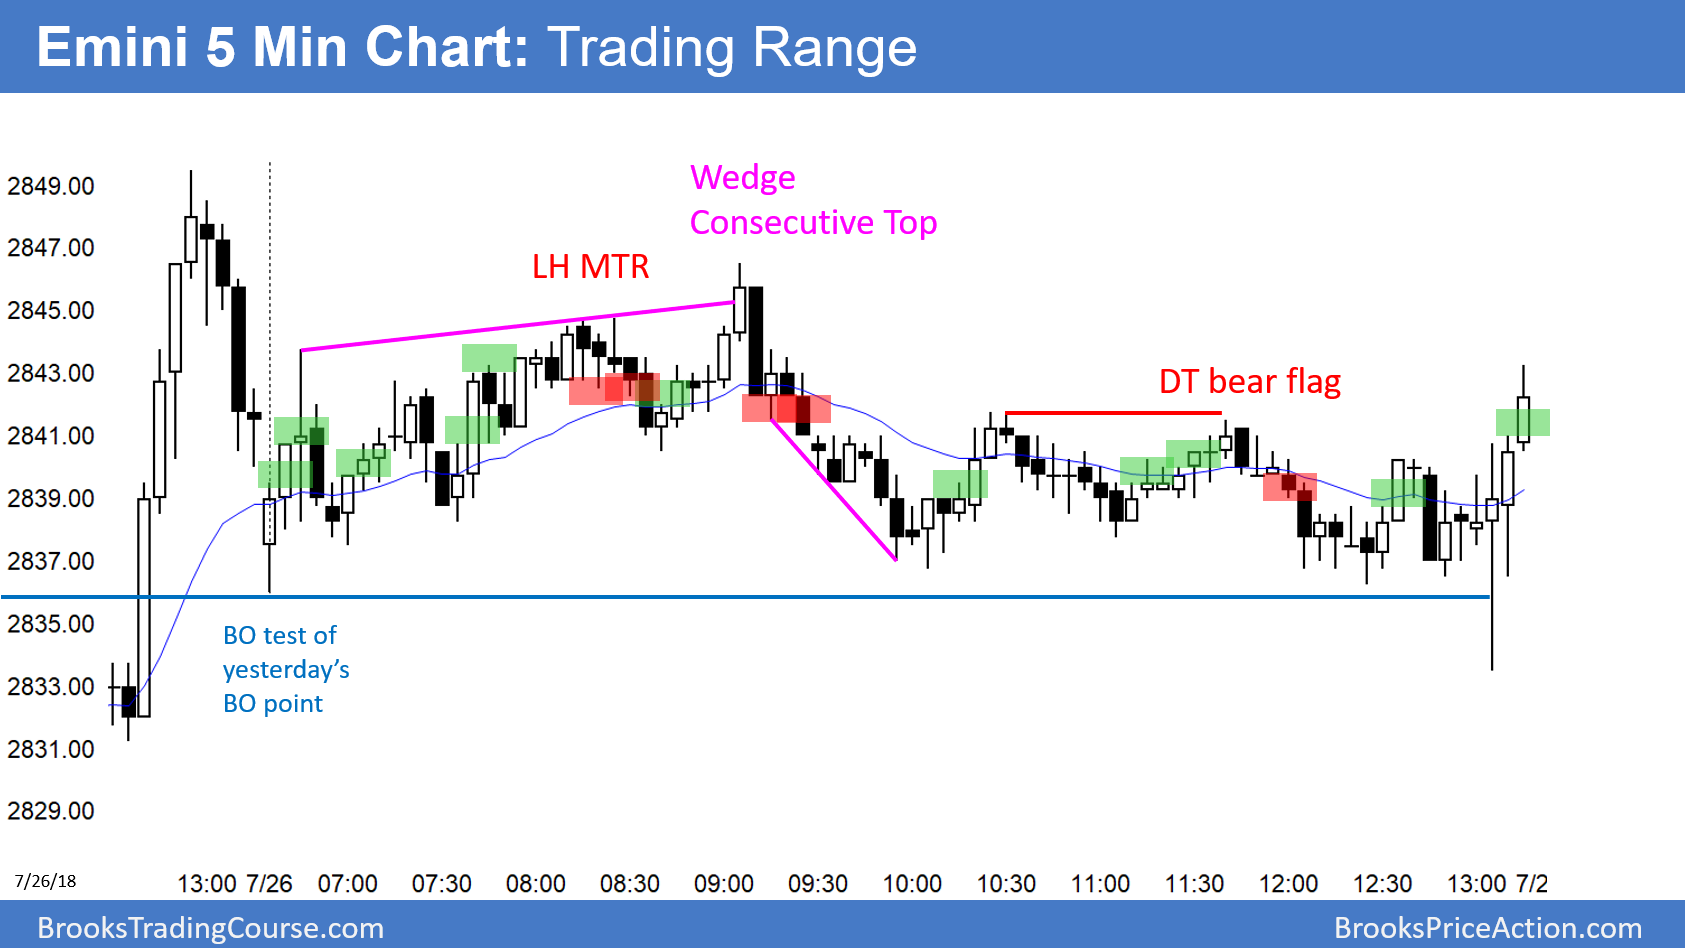 Emini 5 Min Chart: Trading Range
Wedge
Consecutive Top
LH MTR
DT bear flag
BO test of
yesterday's
BO point
2849.00
2847.00
2845.00
2843.00
2841.00
2839.00
2837.00
2835.00
2833.00
2831.00
2829.00
7/26/18
13:00 7/26 07:00 07:30 08:00 08:30 09:00 09:30 10:00 10:30 11:00 11:30 12:00 12:30 13:00 7/2
BrooksTradingCourse.com
BrooksPriceAction.com